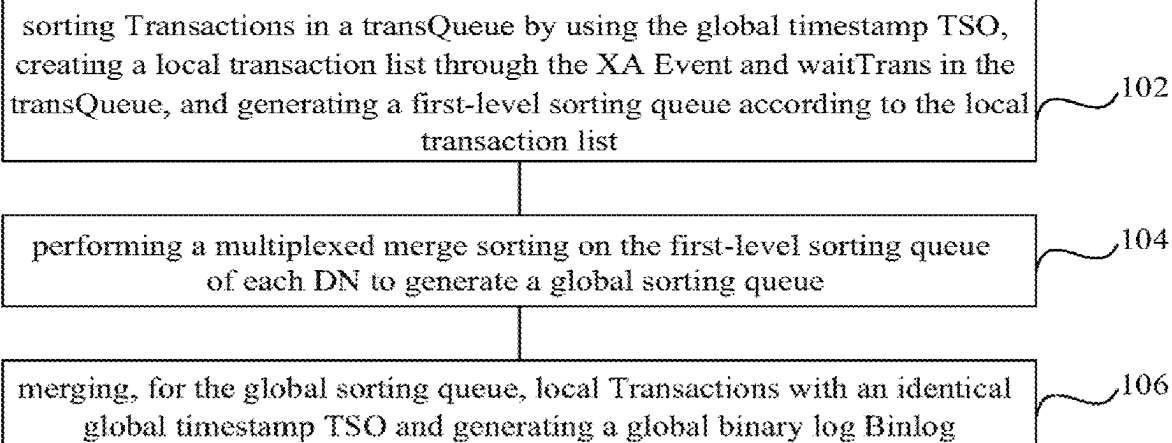 sorting Transactions in a transQueue by using the global timestamp TSO,
creating a local transaction list through the XA Event and waitTrans in the
transQueue, and generating a first-level sorting queue according to the local
transaction list
102
performing a multiplexed merge sorting on the first-level sorting queue
of each DN to generate a global sorting queue
104
merging, for the global sorting queue, local Transactions with an identical
global timestamp TSO and generating a global binary log Binlog
106